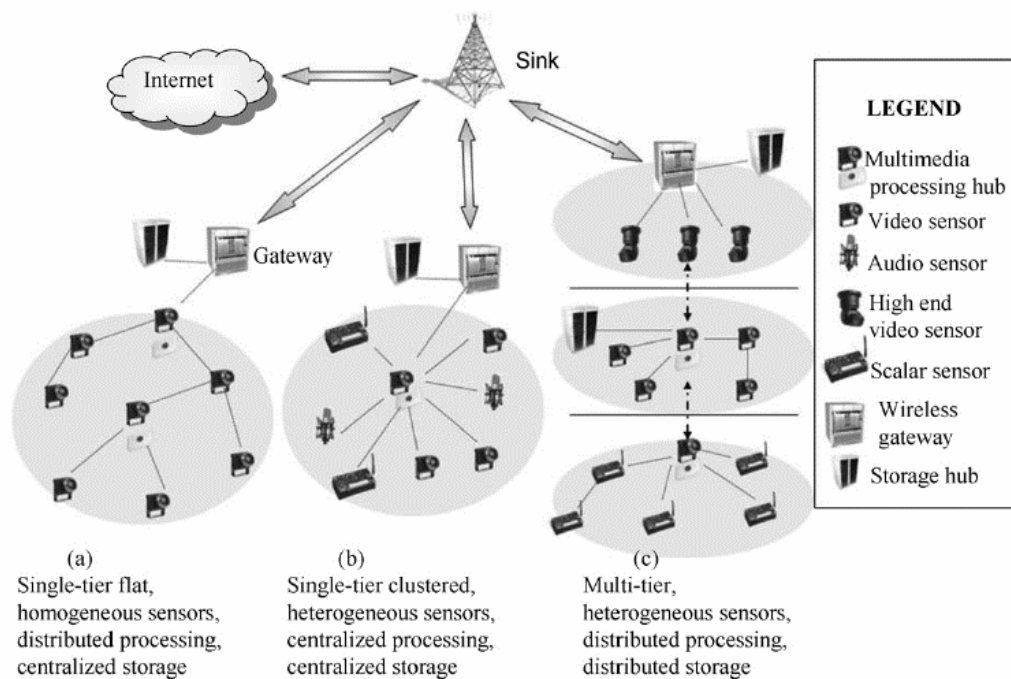 Sink
Internet
Gateway
LEGEND
Multimedia
processing hub
Video sensor
Audio sensor
High end
video sensor
Scalar sensor
Wireless
gateway
Storage hub
(a)
Single-tier flat,
homogeneous sensors,
distributed processing,
centralized storage
(b)
Single-tier clustered,
heterogeneous sensors,
centralized processing,
centralized storage
(c)
Multi-tier,
heterogeneous sensors,
distributed processing,
distributed storage